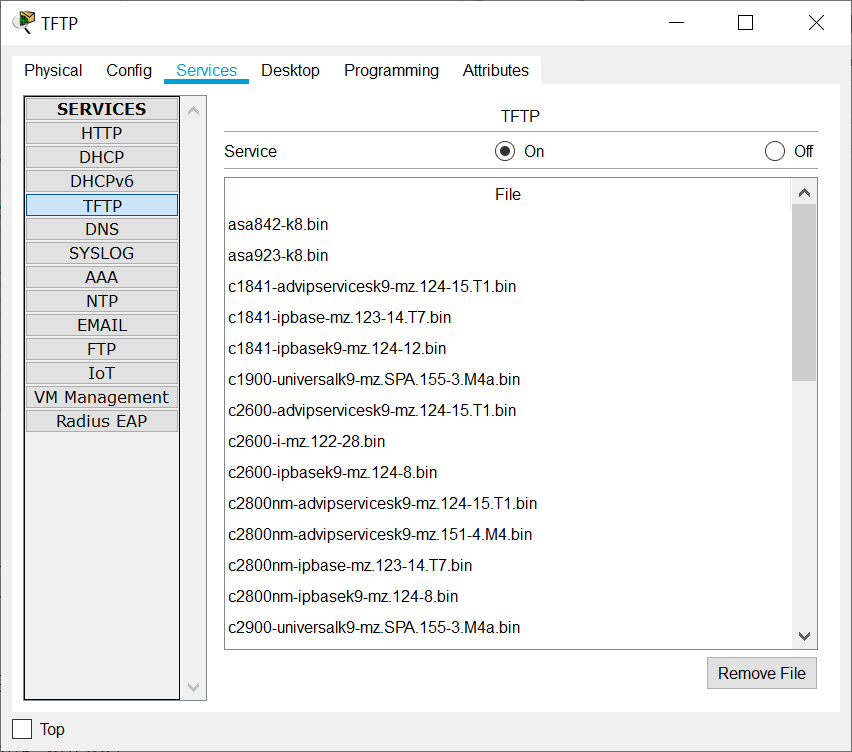 TFTP
Physical Config Services Desktop Programming Attributes
SERVICES
HTTP
DHCP
DHCPv6
TFTP
DNS
SYSLOG
AAA
NTP
EMAIL
FTP
IoT
VM Management
Radius EAP
TFTP
Service On Off
File
asa842-k8.bin
asa923-k8.bin
c1841-advipservicesk9-mz.124-15.T1.bin
c1841-ipbase-mz.123-14.T7.bin
c1841-ipbasek9-mz.124-12.bin
c1900-universalk9-mz.SPA.155-3.M4a.bin
c2600-advipservicesk9-mz.124-15.T1.bin
c2600-i-mz.122-28.bin
c2600-ipbasek9-mz.124-8.bin
c2800nm-advipservicesk9-mz.124-15.T1.bin
c2800nm-advipservicesk9-mz.151-4.M4.bin
c2800nm-ipbase-mz.123-14.T7.bin
c2800nm-ipbasek9-mz.124-8.bin
c2900-universalk9-mz.SPA.155-3.M4a.bin
Remove File
Top